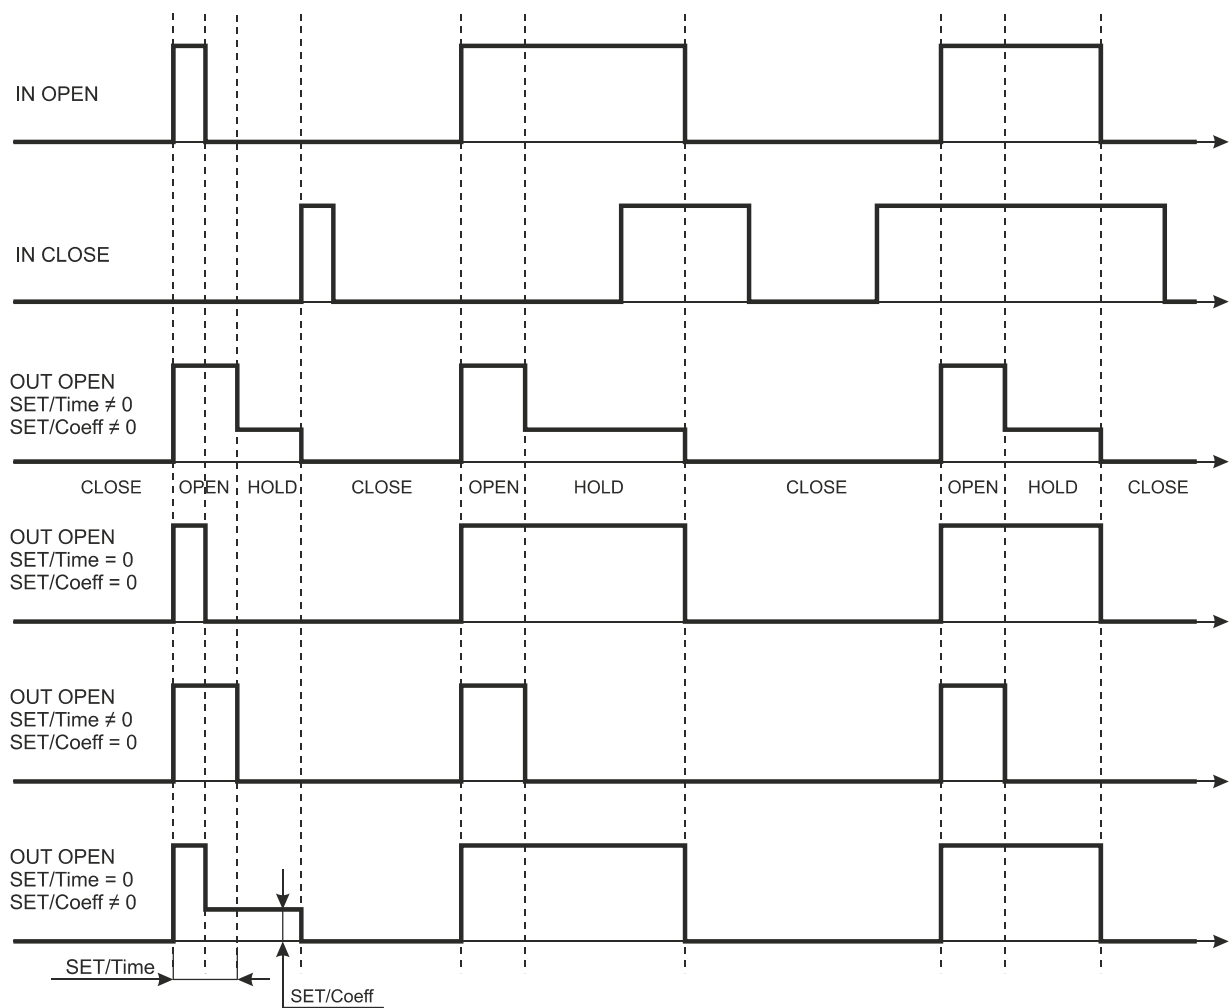 IN OPEN
IN CLOSE
OUT OPEN
SET/Time ≠ 0
SET/Coeff ≠ 0
CLOSE OPEN HOLD CLOSE OPEN HOLD CLOSE OPEN HOLD CLOSE
OUT OPEN
SET/Time = 0
SET/Coeff = 0
OUT OPEN
SET/Time ≠ 0
SET/Coeff = 0
OUT OPEN
SET/Time = 0
SET/Coeff ≠ 0
SET/Time
SET/Coeff